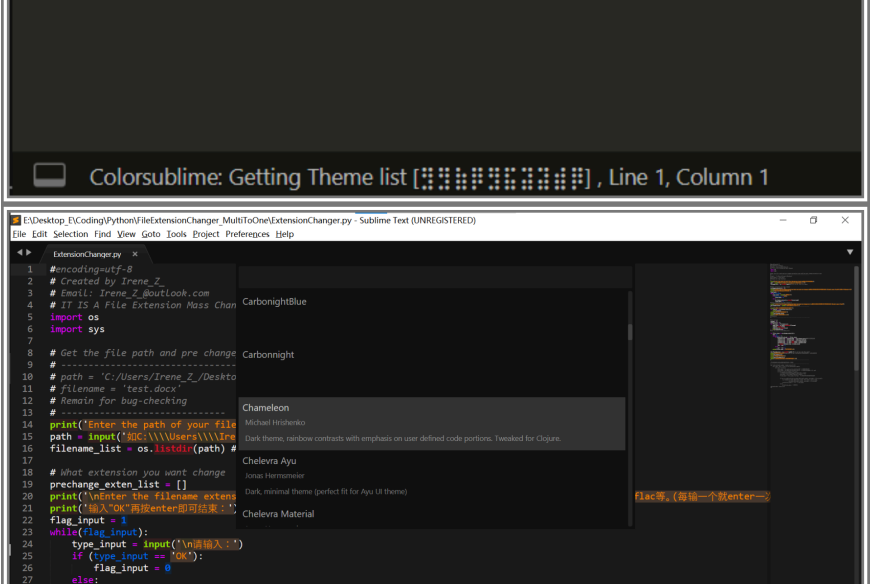 Colorsublime: Getting Theme list [⣻⣽⣷⡿⣻⣯⣽⣽⣾⡿] , Line 1, Column 1
E:\Desktop_E\Coding\Python\FileExtensionChanger_MultiToOne\ExtensionChanger.py - Sublime Text (UNREGISTERED)
File Edit Selection Find View Goto Tools Project Preferences Help
ExtensionChanger.py ×
1 #encoding=utf-8
2 # Created by Irene_Z_
3 # Email: Irene_Z_@outlook.com
4 # IT IS A File Extension Mass Chan
5 import os
6 import sys
7
8 # Get the file path and pre change
9 # --------------------------------
10 # path = 'C:/Users/Irene_Z_/Deskto
11 # filename = 'test.docx'
12 # Remain for bug-checking
13 # ----------------------------
14 print('Enter the path of your file
15 path = input('如C:\\\\Users\\\\Ire
16 filename_list = os.listdir(path) #
17
18 # What extension you want change
19 prechange_exten_list = []
20 print('\nEnter the filename extens flac等。(每输一个就enter一
21 print('输入"OK"再按enter即可结束：')
22 flag_input = 1
23 while(flag_input):
24 type_input = input('\n请输入：')
25 if (type_input == 'OK'):
26 flag_input = 0
27 else:
CarbonightBlue
Carbonnight
Chameleon
Michael Hrishenko
Dark theme, rainbow contrasts with emphasis on user defined code portions. Tweaked for Clojure.
Chelevra Ayu
Jonas Hermsmeier
Dark, minimal theme (perfect fit for Ayu UI theme)
Chelevra Material